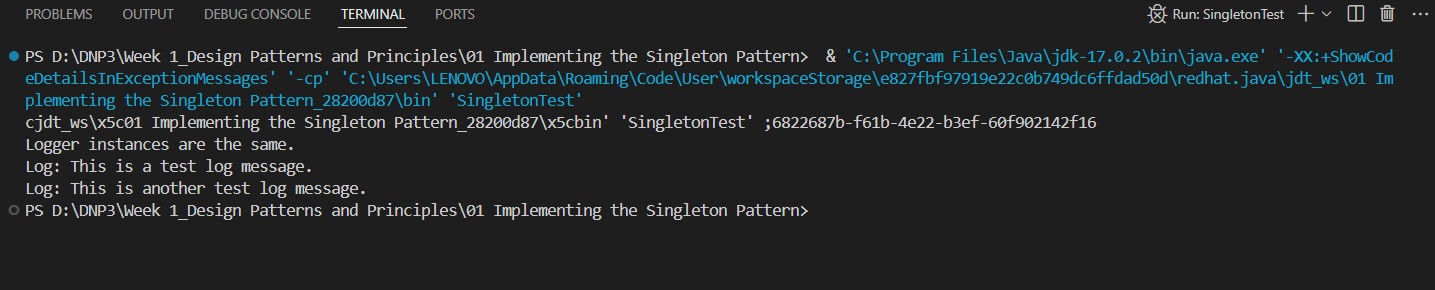 PROBLEMS OUTPUT DEBUG CONSOLE TERMINAL PORTS Run: SingletonTest
PS D:\DNP3\Week 1_Design Patterns and Principles\01 Implementing the Singleton Pattern> & 'C:\Program Files\Java\jdk-17.0.2\bin\java.exe' '-XX:+ShowCod
eDetailsInExceptionMessages' '-cp' 'C:\Users\LENOVO\AppData\Roaming\Code\User\workspaceStorage\e827fbf97919e22c0b749dc6ffdad50d\redhat.java\jdt_ws\01 Im
plementing the Singleton Pattern_28200d87\bin' 'SingletonTest'
cjdt_ws\x5c01 Implementing the Singleton Pattern_28200d87\x5cbin' 'SingletonTest' ;6822687b-f61b-4e22-b3ef-60f902142f16
Logger instances are the same.
Log: This is a test log message.
Log: This is another test log message.
PS D:\DNP3\Week 1_Design Patterns and Principles\01 Implementing the Singleton Pattern>